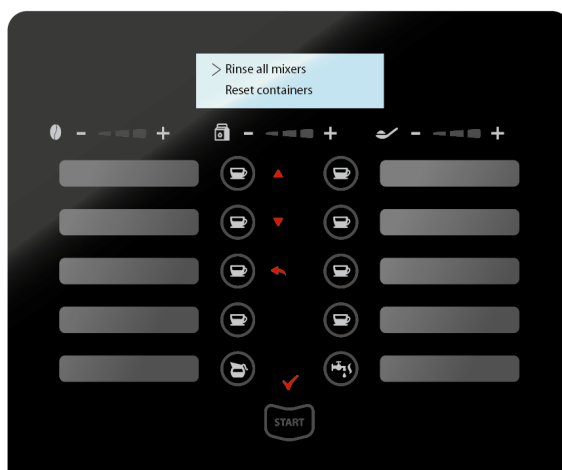 > Rinse all mixers
Reset containers
- + - + - +
START